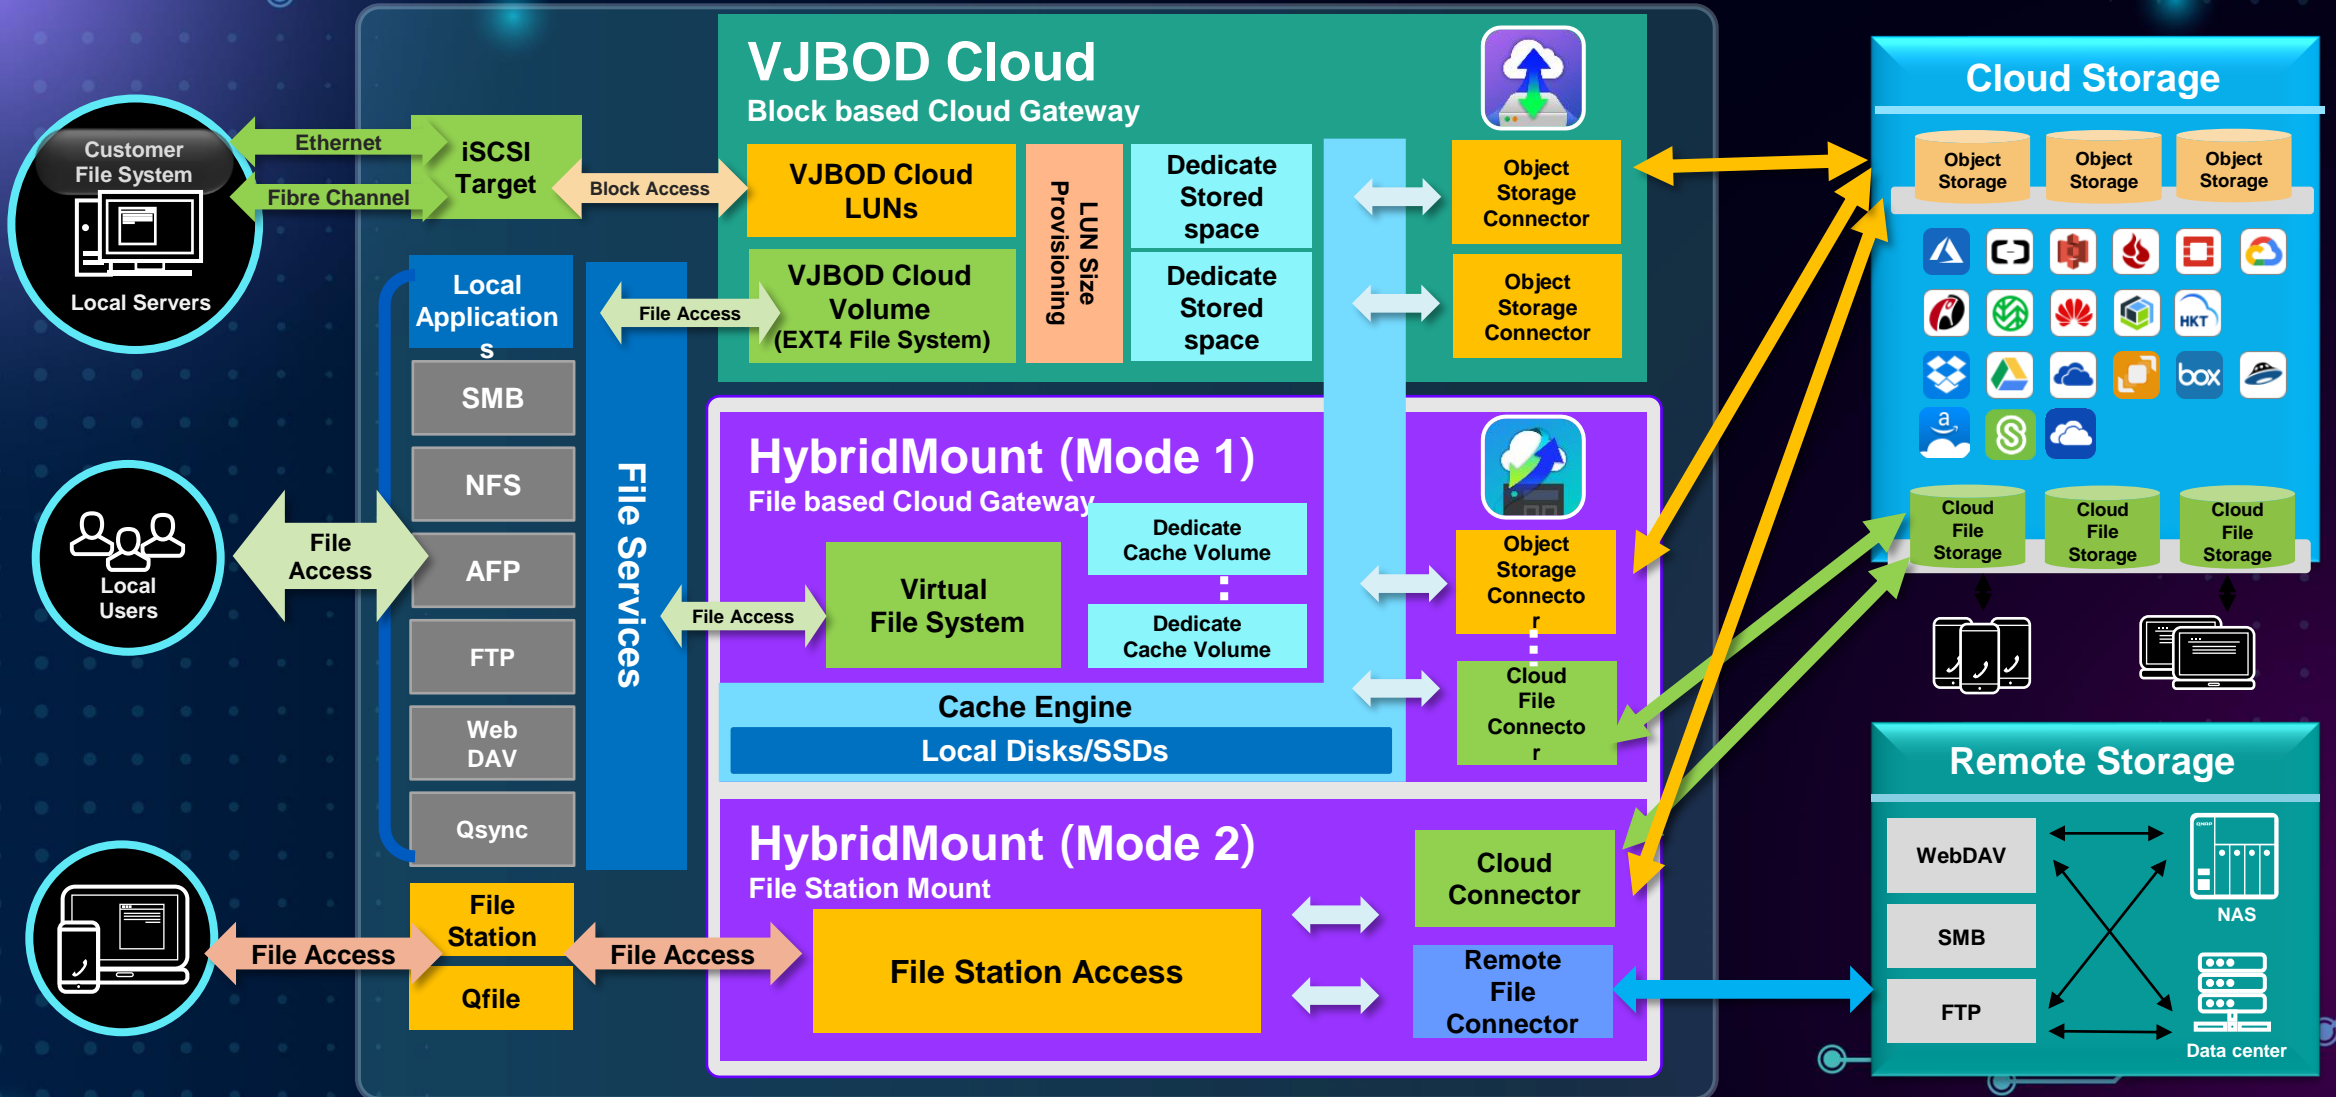 Customer
File System
Local Servers
Ethernet
Fibre Channel
iSCSI
Target
Block Access
VJBOD Cloud
Block based Cloud Gateway
VJBOD Cloud
LUNs
VJBOD Cloud
Volume
(EXT4 File System)
LUN Size
Provisioning
Dedicate
Stored
space
Dedicate
Stored
space
Object
Storage
Connector
Object
Storage
Connector
Local
Application
s
File Access
SMB
NFS
AFP
FTP
Web
DAV
Qsync
File Services
Local
Users
File
Access
File Access
HybridMount (Mode 1)
File based Cloud Gateway
Virtual
File System
Dedicate
Cache Volume
Dedicate
Cache Volume
Object
Storage
Connecto
r
Cloud
File
Connecto
r
Cache Engine
Local Disks/SSDs
HybridMount (Mode 2)
File Station Mount
File Access
File
Station
Qfile
File Access
File Station Access
Cloud
Connector
Remote
File
Connector
Cloud Storage
Object
Storage
Object
Storage
Object
Storage
HKT
box
a
Cloud
File
Storage
Cloud
File
Storage
Cloud
File
Storage
Remote Storage
WebDAV
SMB
FTP
QNAP
NAS
Data center